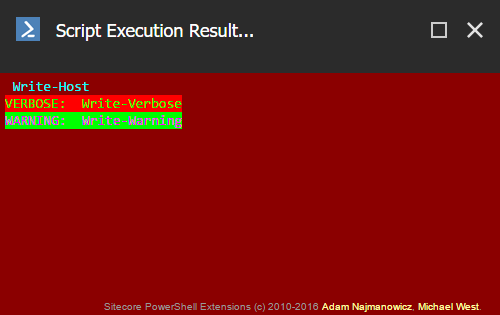 Script Execution Result...
Write-Host
VERBOSE: Write-Verbose
WARNING: Write-Warning
Sitecore PowerShell Extensions (c) 2010-2016 Adam Najmanowicz, Michael West.